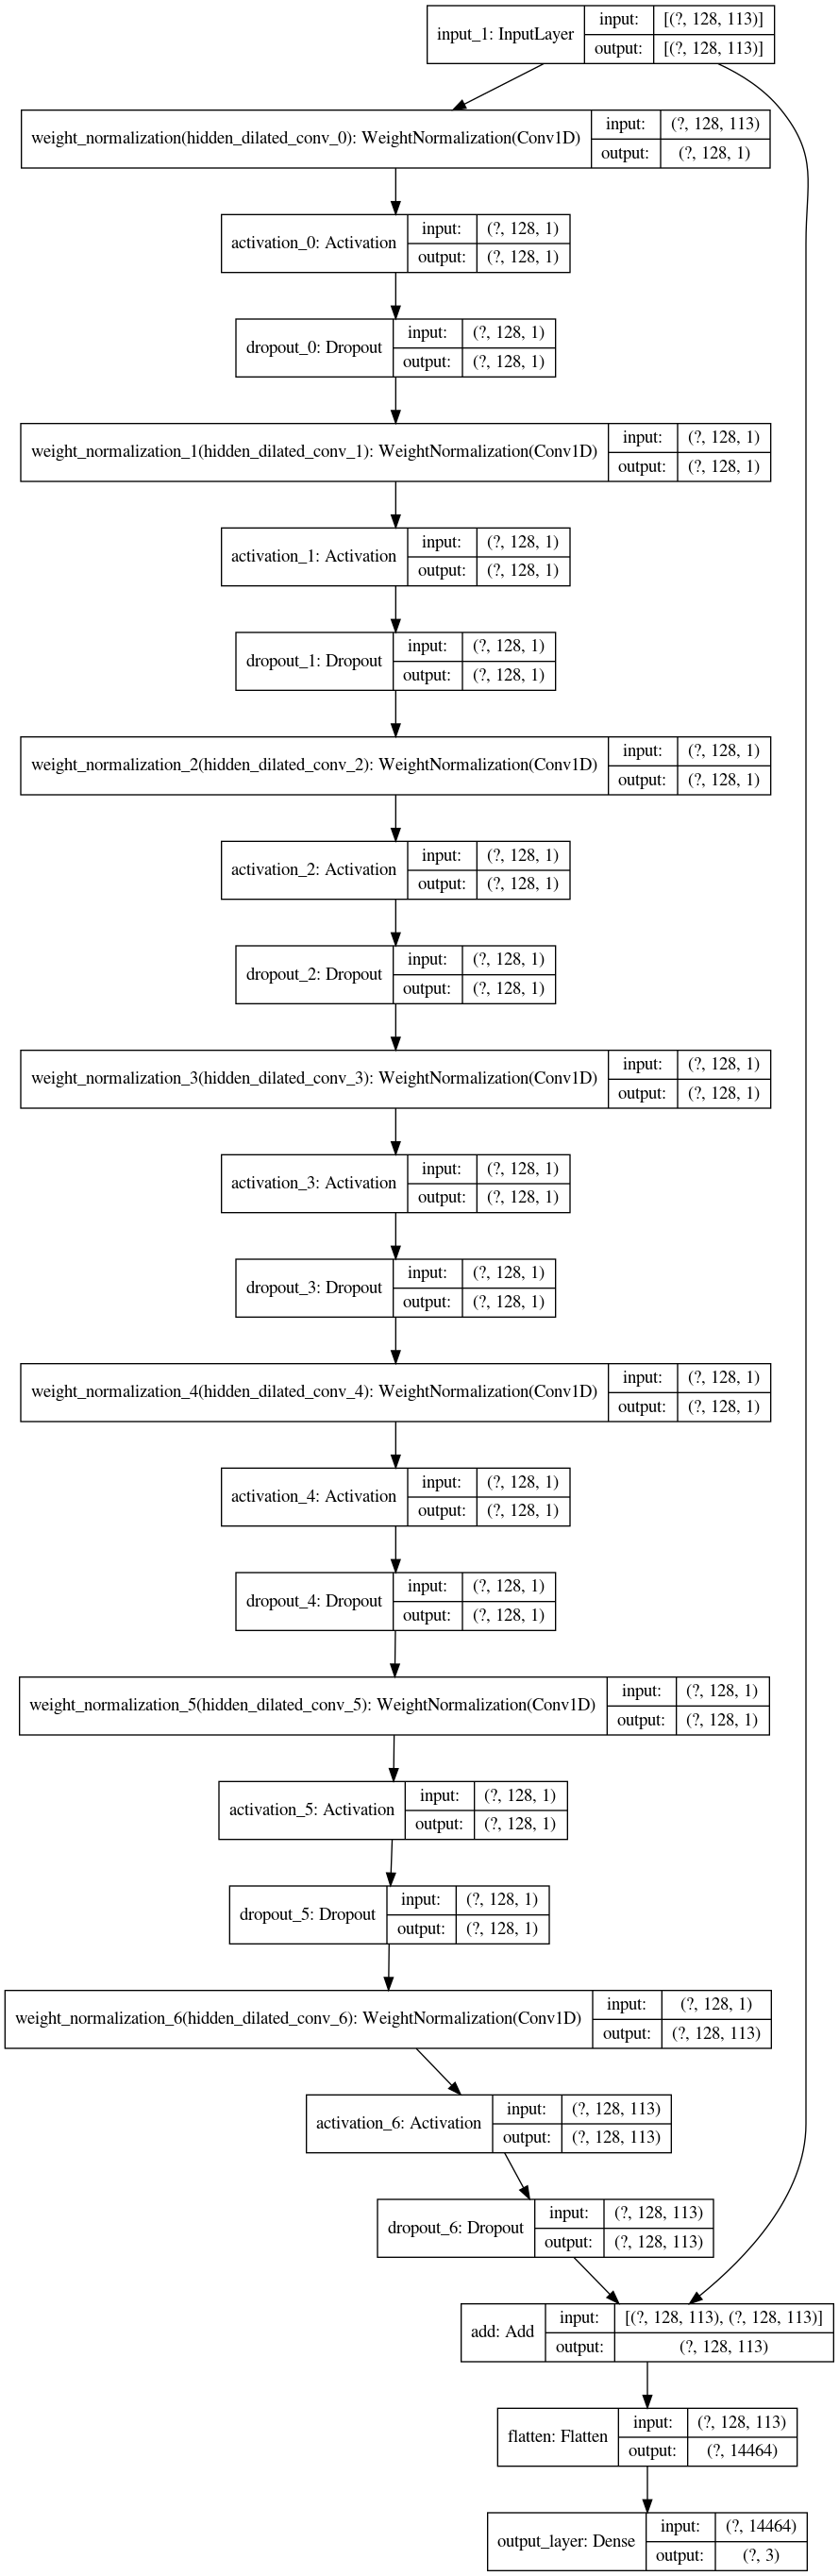 input_1: InputLayer
input: [(?, 128, 113)]
output: [(?, 128, 113)]
weight_normalization(hidden_dilated_conv_0): WeightNormalization(Conv1D)
input: (?, 128, 113)
output: (?, 128, 1)
activation_0: Activation
input: (?, 128, 1)
output: (?, 128, 1)
dropout_0: Dropout
input: (?, 128, 1)
output: (?, 128, 1)
weight_normalization_1(hidden_dilated_conv_1): WeightNormalization(Conv1D)
input: (?, 128, 1)
output: (?, 128, 1)
activation_1: Activation
input: (?, 128, 1)
output: (?, 128, 1)
dropout_1: Dropout
input: (?, 128, 1)
output: (?, 128, 1)
weight_normalization_2(hidden_dilated_conv_2): WeightNormalization(Conv1D)
input: (?, 128, 1)
output: (?, 128, 1)
activation_2: Activation
input: (?, 128, 1)
output: (?, 128, 1)
dropout_2: Dropout
input: (?, 128, 1)
output: (?, 128, 1)
weight_normalization_3(hidden_dilated_conv_3): WeightNormalization(Conv1D)
input: (?, 128, 1)
output: (?, 128, 1)
activation_3: Activation
input: (?, 128, 1)
output: (?, 128, 1)
dropout_3: Dropout
input: (?, 128, 1)
output: (?, 128, 1)
weight_normalization_4(hidden_dilated_conv_4): WeightNormalization(Conv1D)
input: (?, 128, 1)
output: (?, 128, 1)
activation_4: Activation
input: (?, 128, 1)
output: (?, 128, 1)
dropout_4: Dropout
input: (?, 128, 1)
output: (?, 128, 1)
weight_normalization_5(hidden_dilated_conv_5): WeightNormalization(Conv1D)
input: (?, 128, 1)
output: (?, 128, 1)
activation_5: Activation
input: (?, 128, 1)
output: (?, 128, 1)
dropout_5: Dropout
input: (?, 128, 1)
output: (?, 128, 1)
weight_normalization_6(hidden_dilated_conv_6): WeightNormalization(Conv1D)
input: (?, 128, 1)
output: (?, 128, 113)
activation_6: Activation
input: (?, 128, 113)
output: (?, 128, 113)
dropout_6: Dropout
input: (?, 128, 113)
output: (?, 128, 113)
add: Add
input: [(?, 128, 113), (?, 128, 113)]
output: (?, 128, 113)
flatten: Flatten
input: (?, 128, 113)
output: (?, 14464)
output_layer: Dense
input: (?, 14464)
output: (?, 3)